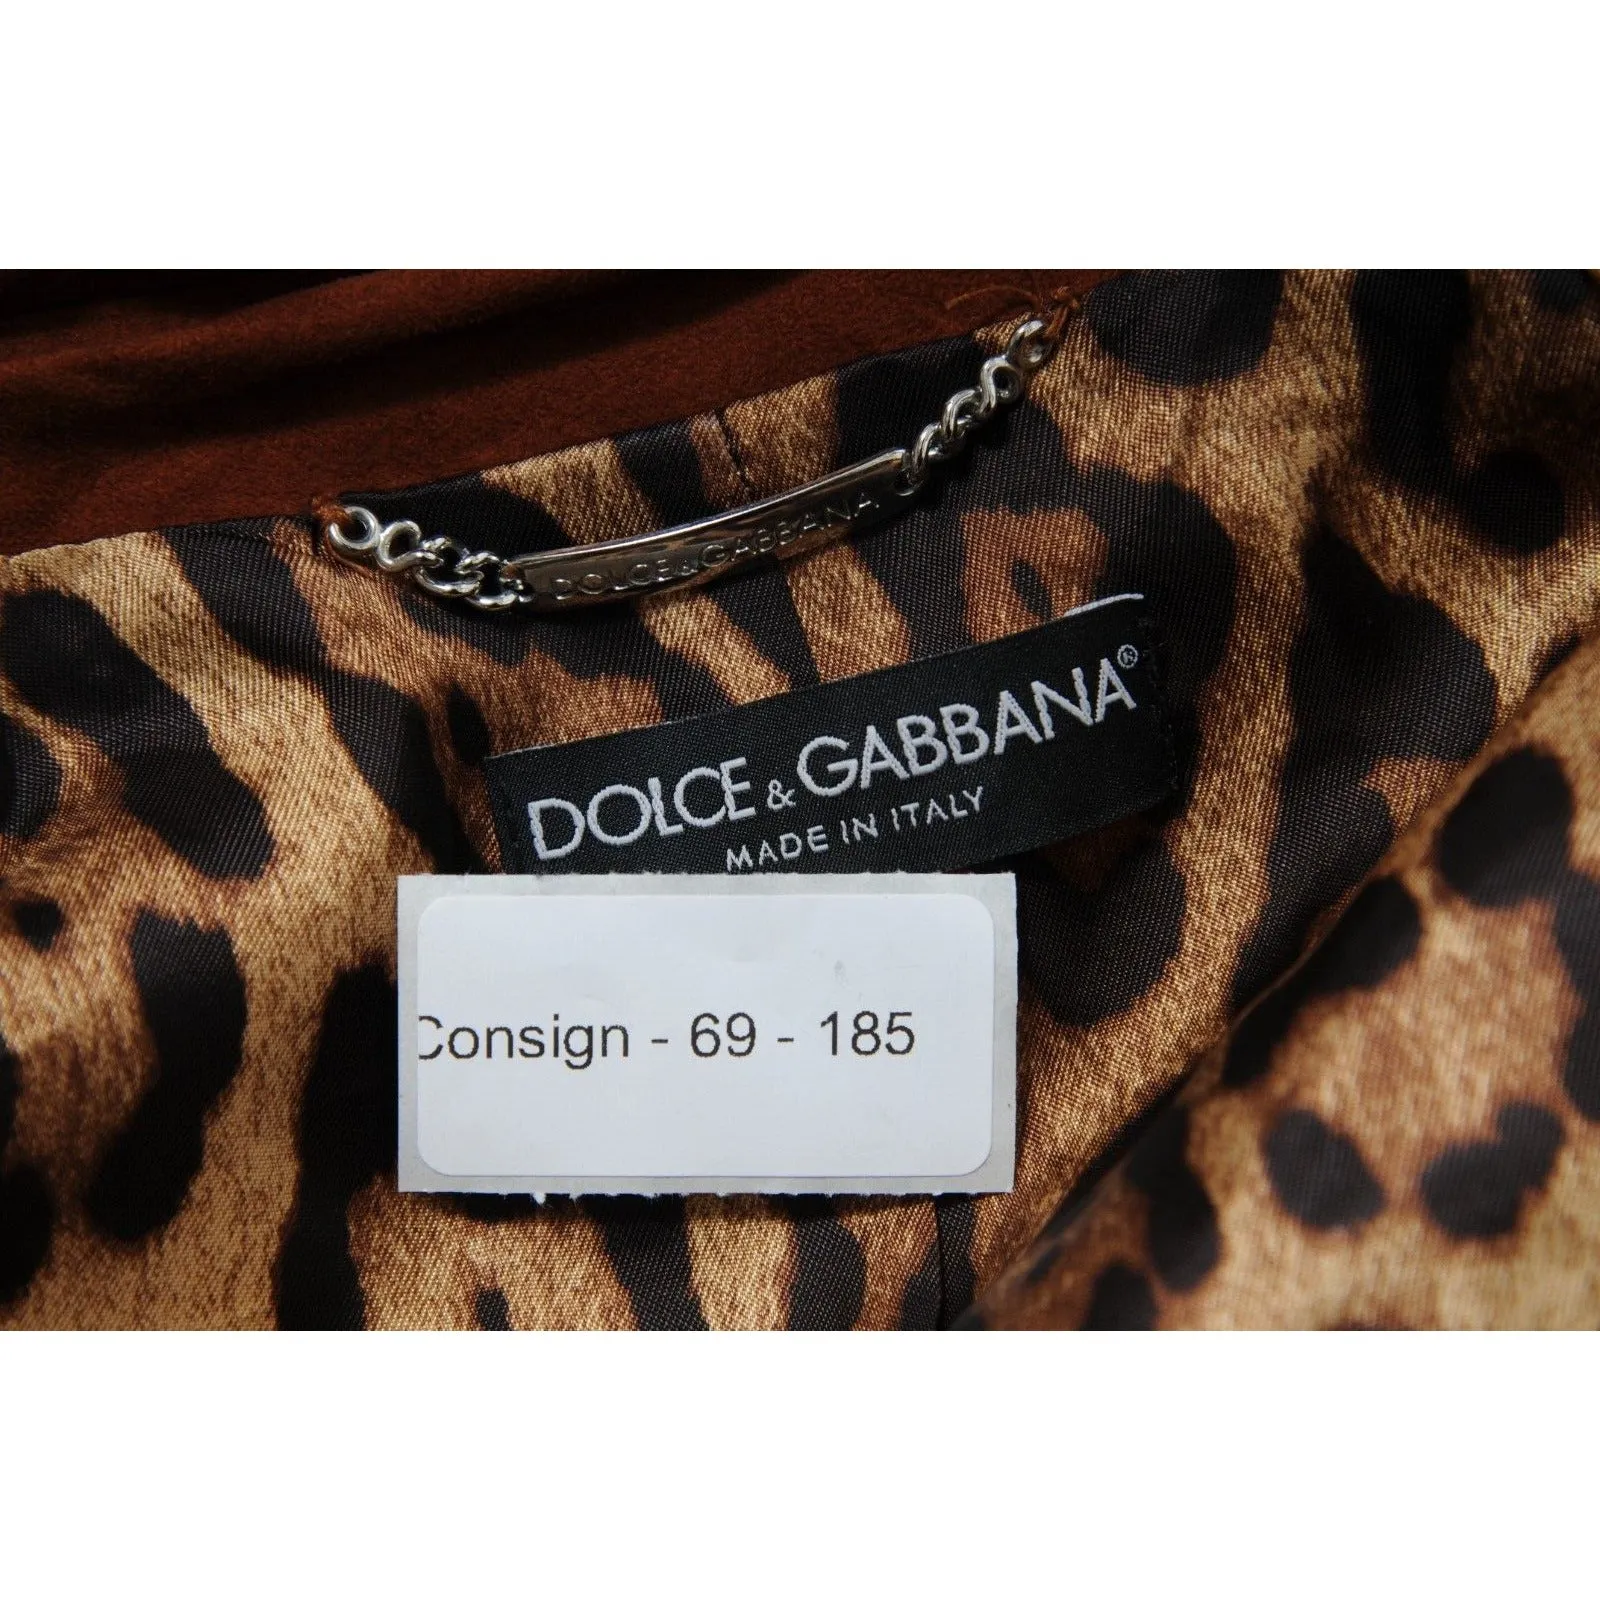 DOLCE&GABBANA
DOLCE & GABBANA®
MADE IN ITALY
Consign - 69 - 185